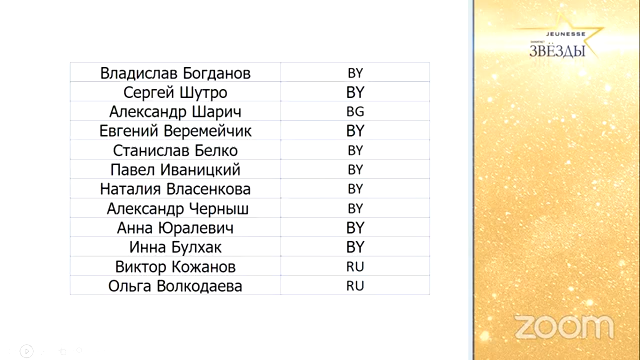 JEUNESSE
ЗВЁЗДЫ
Владислав Богданов BY
Сергей Шутро BY
Александр Шарич BG
Евгений Веремейчик BY
Станислав Белко BY
Павел Иваницкий BY
Наталия Власенкова BY
Александр Черныш BY
Анна Юралевич BY
Инна Булхак BY
Виктор Кожанов RU
Ольга Волкодаева RU
zoom